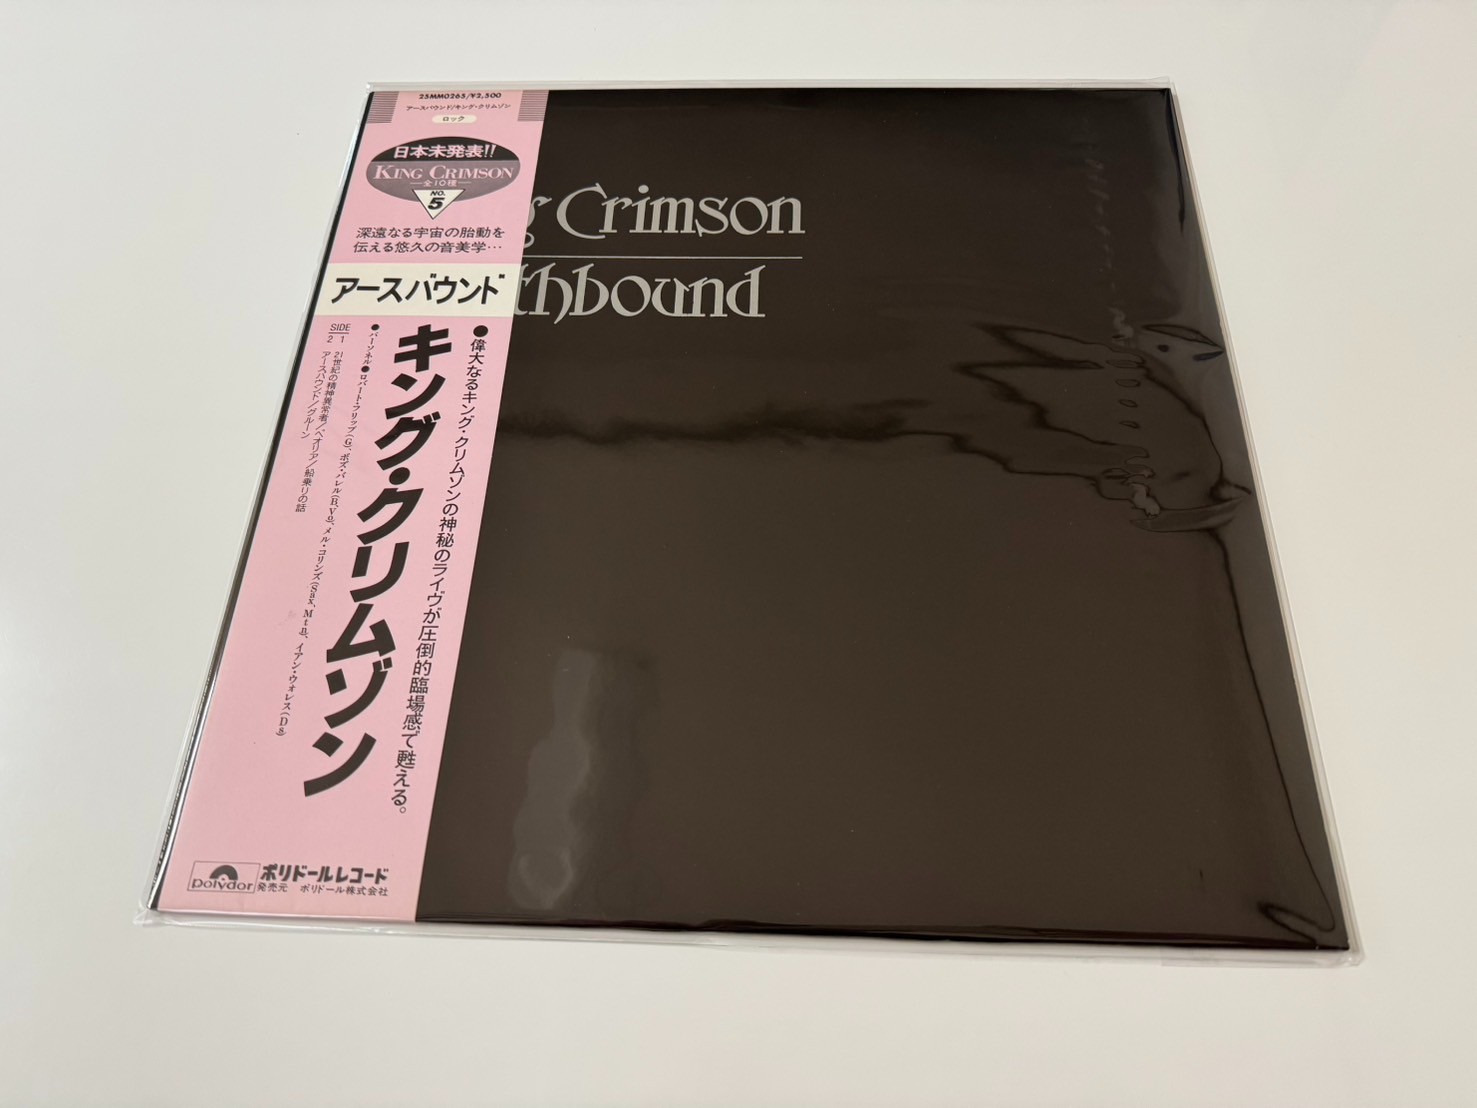 25MM0265/¥2,500
アースバウンド/キング・クリムゾン
ロック
日本未発表!!
KING CRIMSON
全10種
NO.
5
深遠なる宇宙の胎動を
伝える悠久の音美学…
アースバウンド
g Crimson
thbound
●偉大なるキング・クリムゾンの神秘のライヴが圧倒的臨場感で甦える。
キング・クリムゾン
●パーソネル●ロバート・フリップ(G)、ボズ・バレル(B,Vo)、メル・コリンズ(Sax,Mtn)、イアン・ウォレス(Ds)
SIDE
1 21世紀の精神異常者/ペオリア/船乗りの話
2 アースバウンド/グルーン
polydor
ポリドールレコード
発売元 ポリドール株式会社